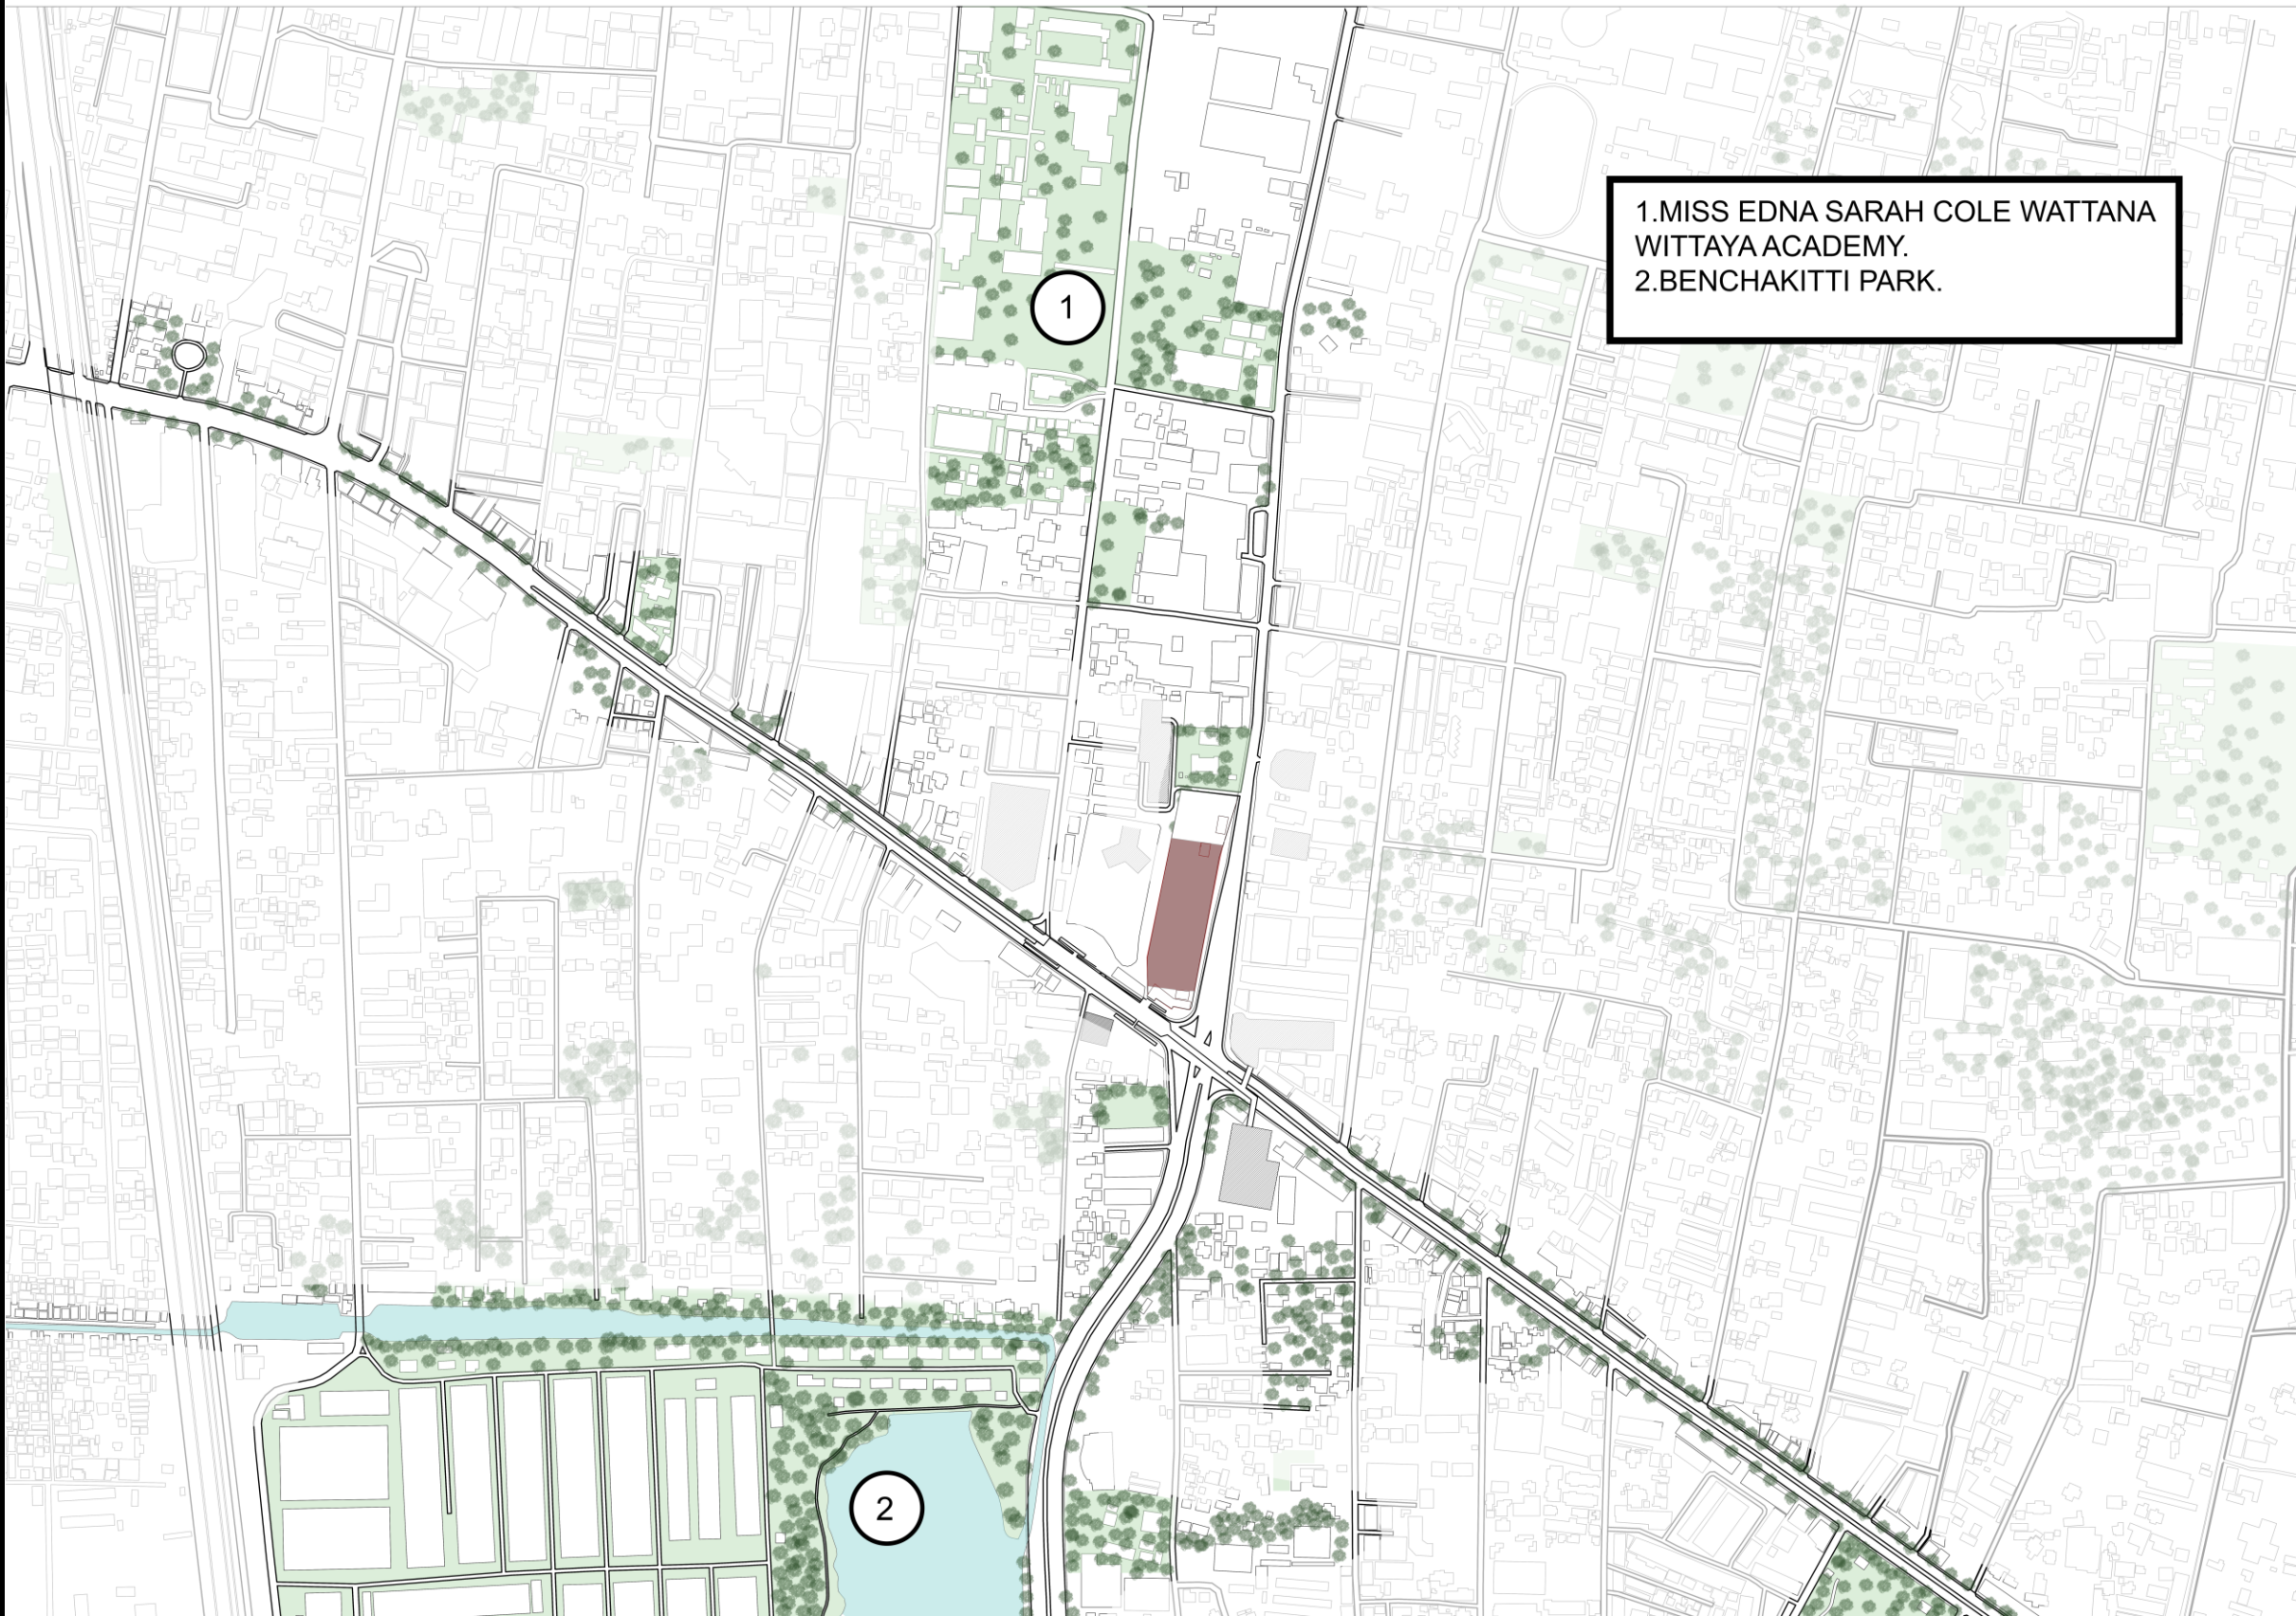 1.MISS EDNA SARAH COLE WATTANA
WITTAYA ACADEMY.
2.BENCHAKITTI PARK.
1
2